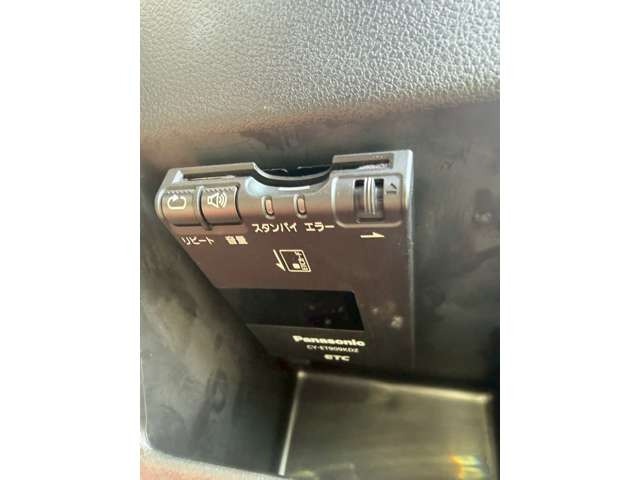 リピート 音量 スタンバイ エラー
Panasonic
CY-ET909KDZ
ETC